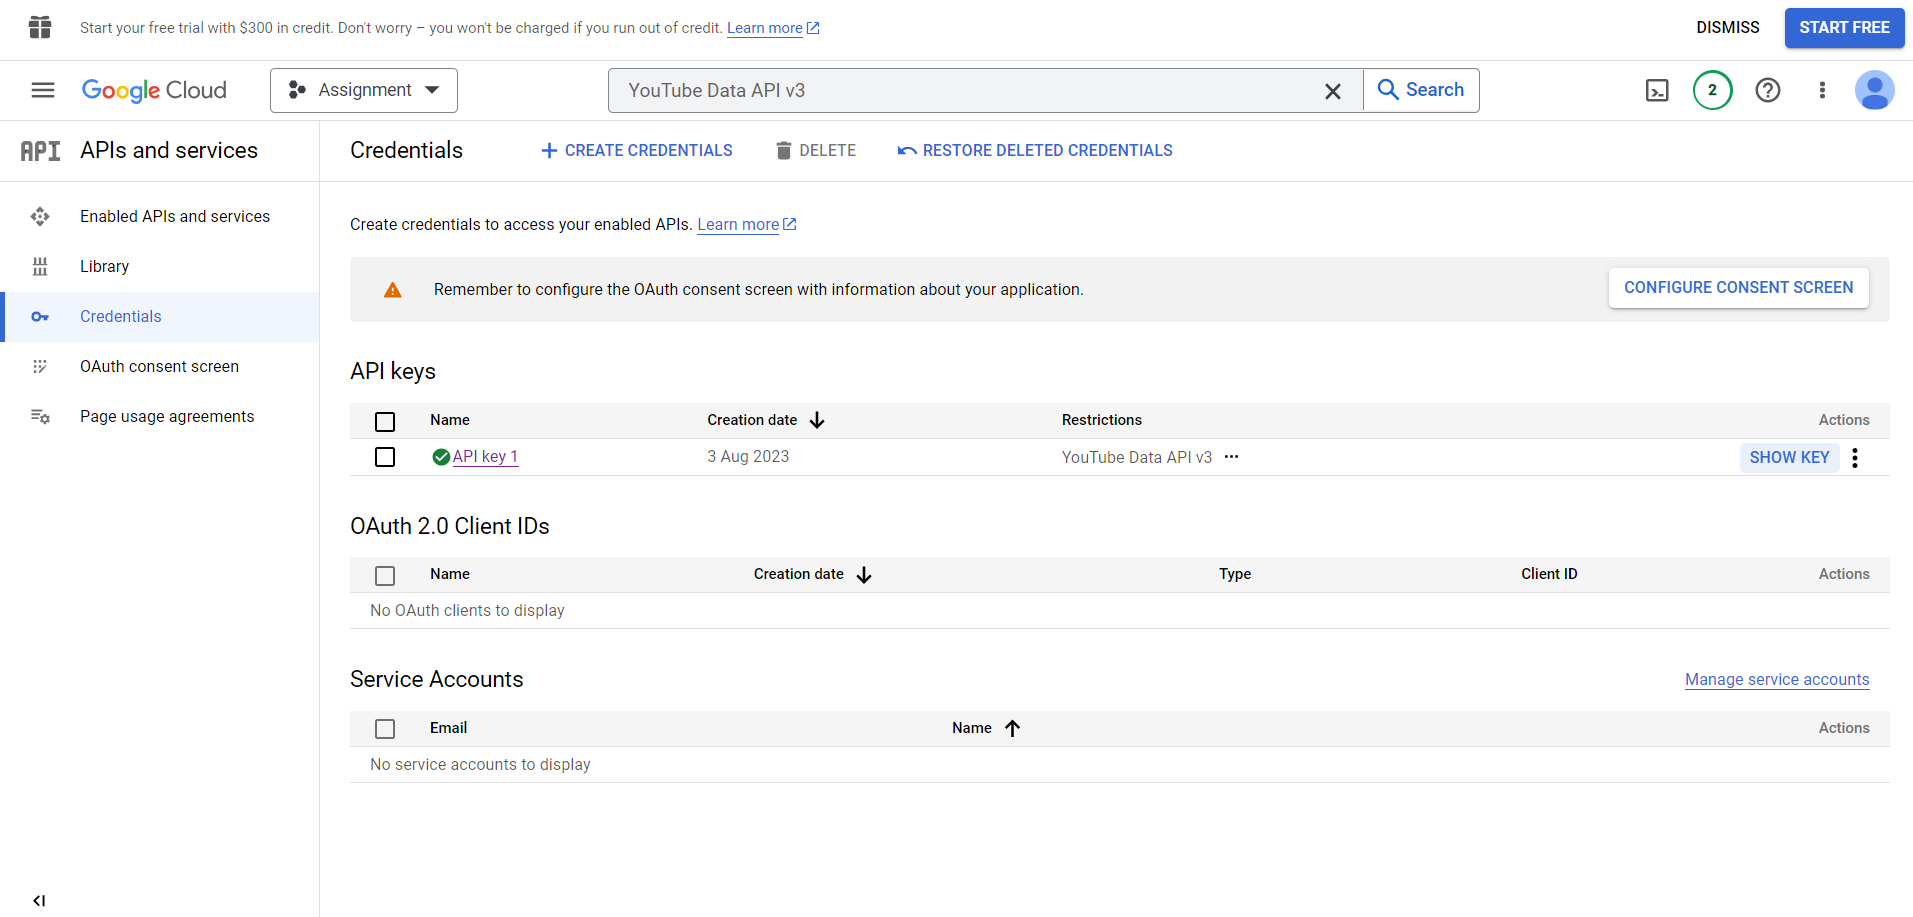 Start your free trial with $300 in credit. Don't worry – you won't be charged if you run out of credit. Learn more
DISMISS
START FREE
Google Cloud
Assignment
YouTube Data API v3
Search
2
API APIs and services
Credentials
CREATE CREDENTIALS
DELETE
RESTORE DELETED CREDENTIALS
Enabled APIs and services
Library
Credentials
OAuth consent screen
Page usage agreements
Create credentials to access your enabled APIs. Learn more
Remember to configure the OAuth consent screen with information about your application.
CONFIGURE CONSENT SCREEN
API keys
Name Creation date Restrictions Actions
API key 1 3 Aug 2023 YouTube Data API v3 ··· SHOW KEY
OAuth 2.0 Client IDs
Name Creation date Type Client ID Actions
No OAuth clients to display
Service Accounts
Manage service accounts
Email Name Actions
No service accounts to display